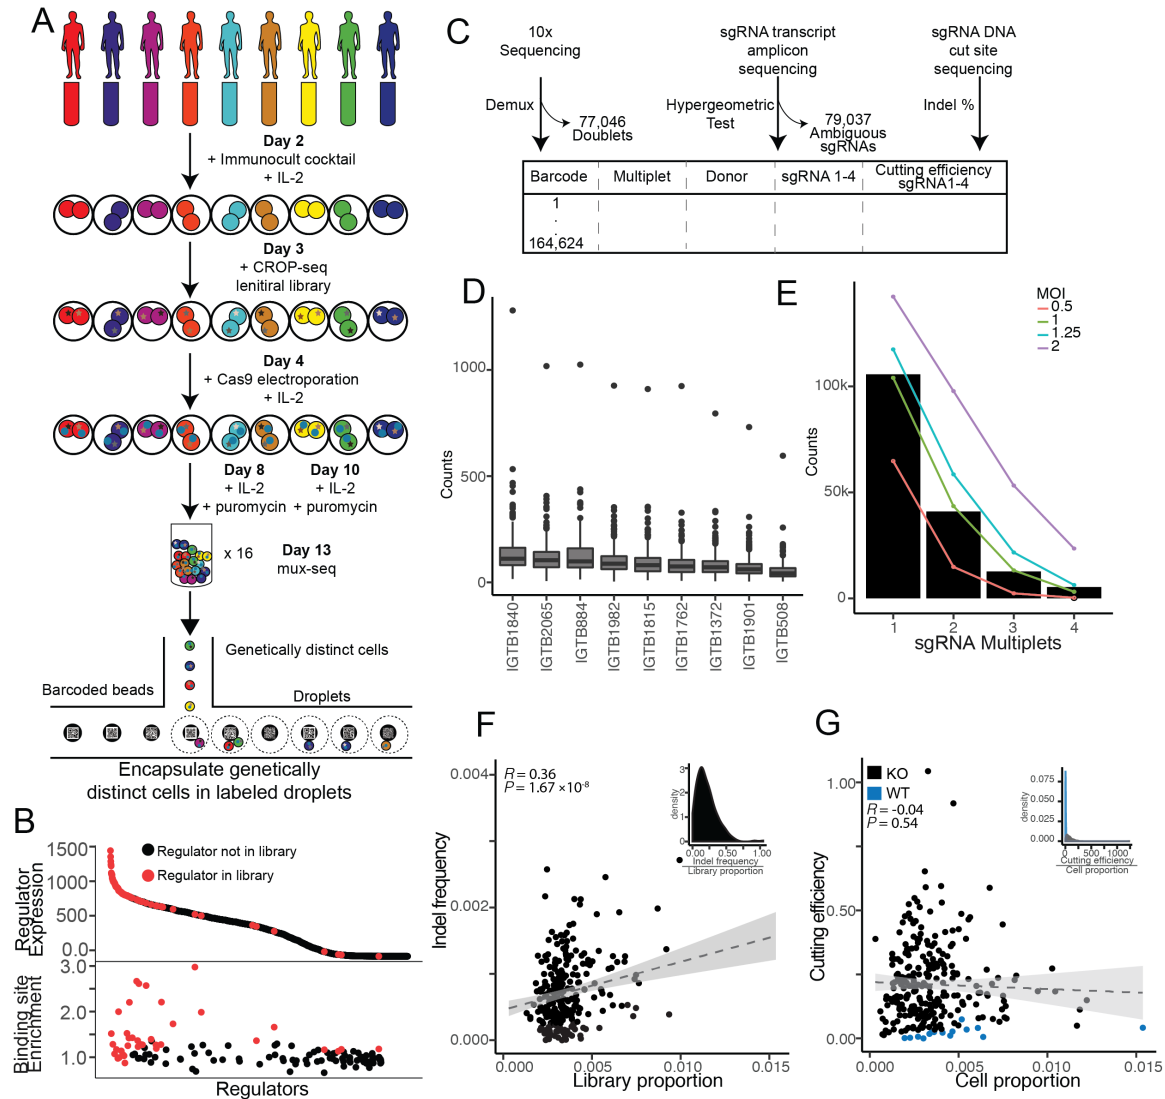 A
Day 2
+ Immunocult cocktail
+ IL-2
Day 3
+ CROP-seq
lenitiral library
Day 4
+ Cas9 electroporation
+ IL-2
Day 8
+ IL-2
+ puromycin
Day 10
+ IL-2
+ puromycin
x 16
Day 13
mux-seq
Genetically distinct cells
Barcoded beads
Droplets
Encapsulate genetically
distinct cells in labeled droplets
B
Regulator
Expression
1500
1000
500
0.0
Regulator not in library
Regulator in library
Binding site
Enrichment
3.0
2.0
1.0
Regulators
C
10x
Sequencing
sgRNA transcript
amplicon
sequencing
sgRNA DNA
cut site
sequencing
Demux
77,046
Doublets
Hypergeometric
Test
79,037
Ambiguous
sgRNAs
Indel %
Barcode
Multiplet
Donor
sgRNA 1-4
Cutting efficiency
sgRNA1-4
1
.
.
164,624
D
Counts
1000
500
0
IGTB1840
IGTB2065
IGTB884
IGTB1982
IGTB1815
IGTB1762
IGTB1372
IGTB1901
IGTB508
E
MOI
0.5
1
1.25
2
Counts
100k
50k
0
1 2 3 4
sgRNA Multiplets
F
R = 0.36
P = 1.67 ×10-8
Indel frequency
0.004
0.002
0.000
0.000 0.005 0.010 0.015
Library proportion
density
3
2
1
0
0.00 0.50 1.00
Indel frequency
Library proportion
G
KO
WT
R = -0.04
P = 0.54
Cutting efficiency
1.00
0.50
0.00
0.000 0.005 0.010 0.015
Cell proportion
density
0.075
0.050
0.025
0.000
0 500 1000
Cutting efficiency
Cell proportion